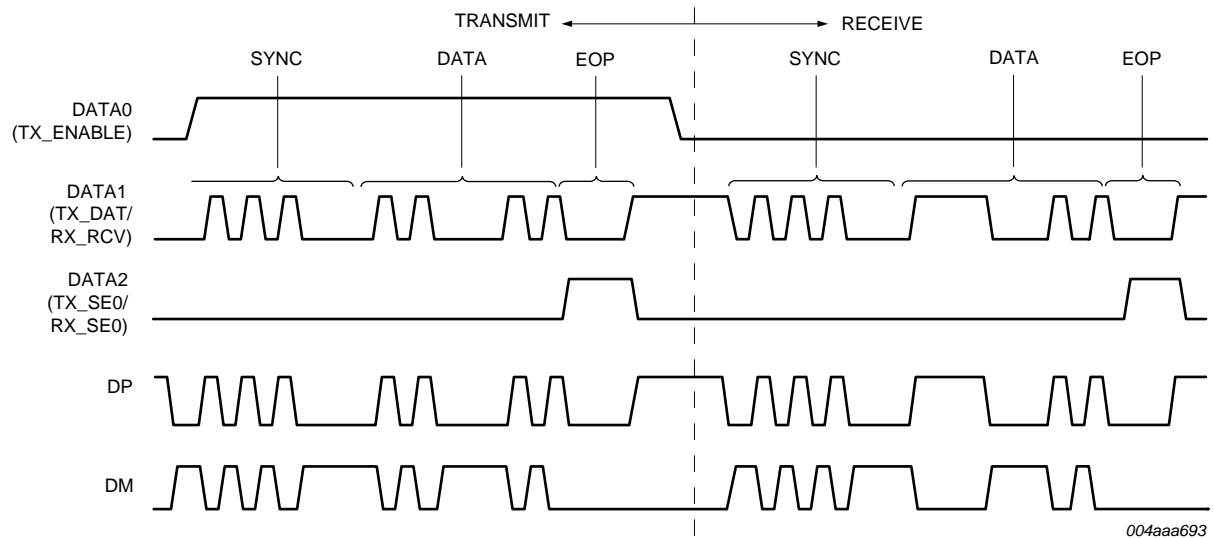 TRANSMIT
RECEIVE
SYNC
DATA
EOP
SYNC
DATA
EOP
DATA0
(TX_ENABLE)
DATA1
(TX_DAT/
RX_RCV)
DATA2
(TX_SE0/
RX_SE0)
DP
DM
004aaa693